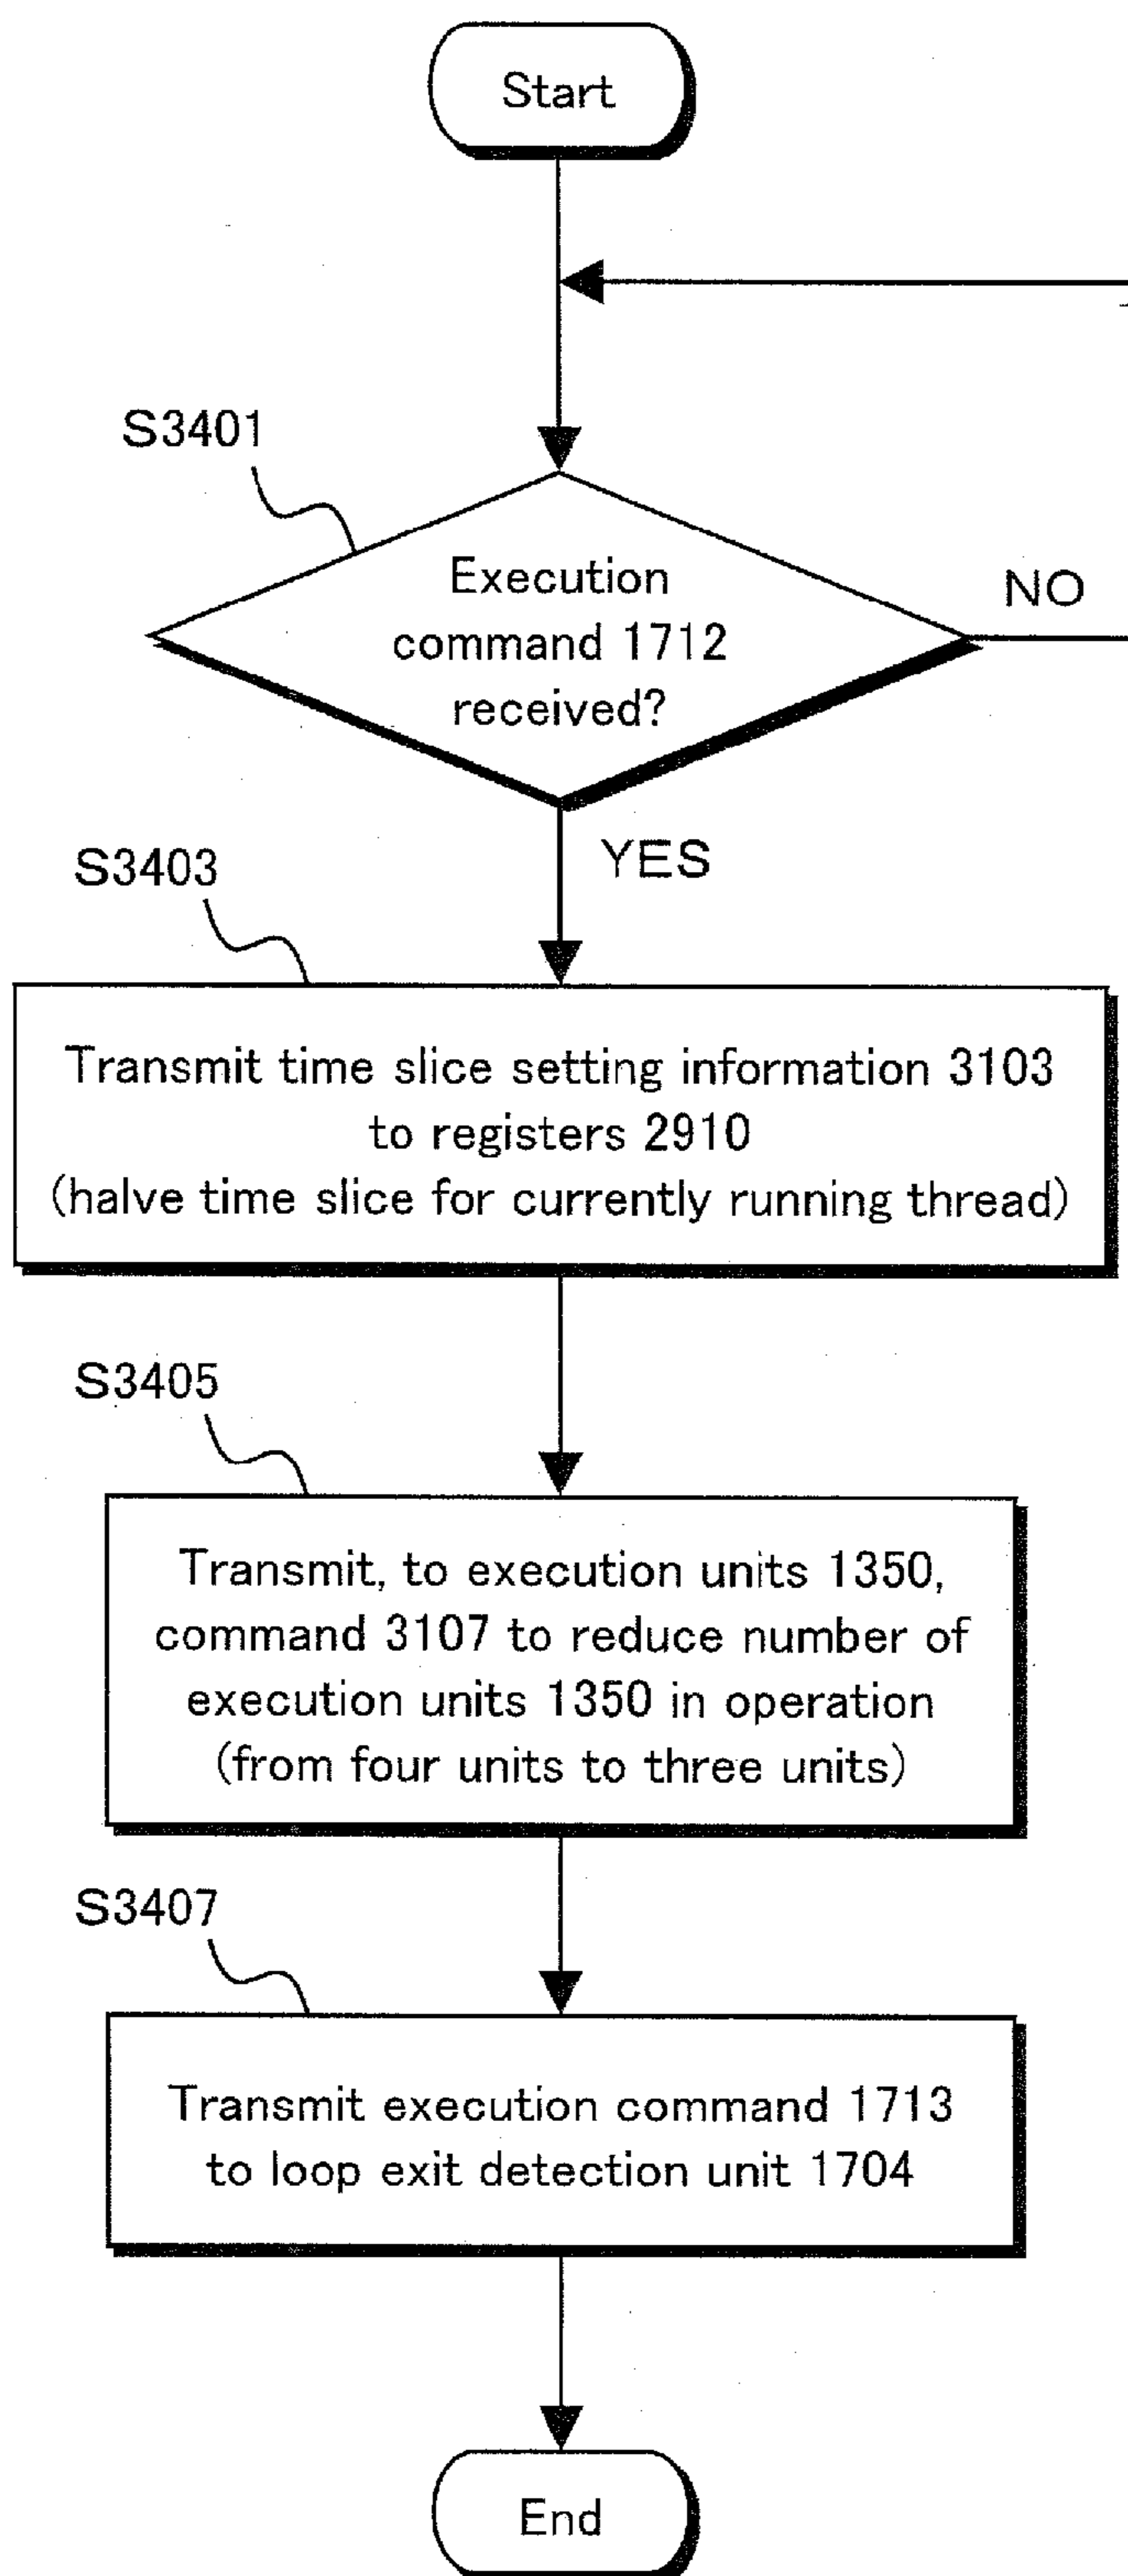 Start
S3401
Execution
command 1712
received?
NO
YES
S3403
Transmit time slice setting information 3103
to registers 2910
(halve time slice for currently running thread)
S3405
Transmit, to execution units 1350,
command 3107 to reduce number of
execution units 1350 in operation
(from four units to three units)
S3407
Transmit execution command 1713
to loop exit detection unit 1704
End